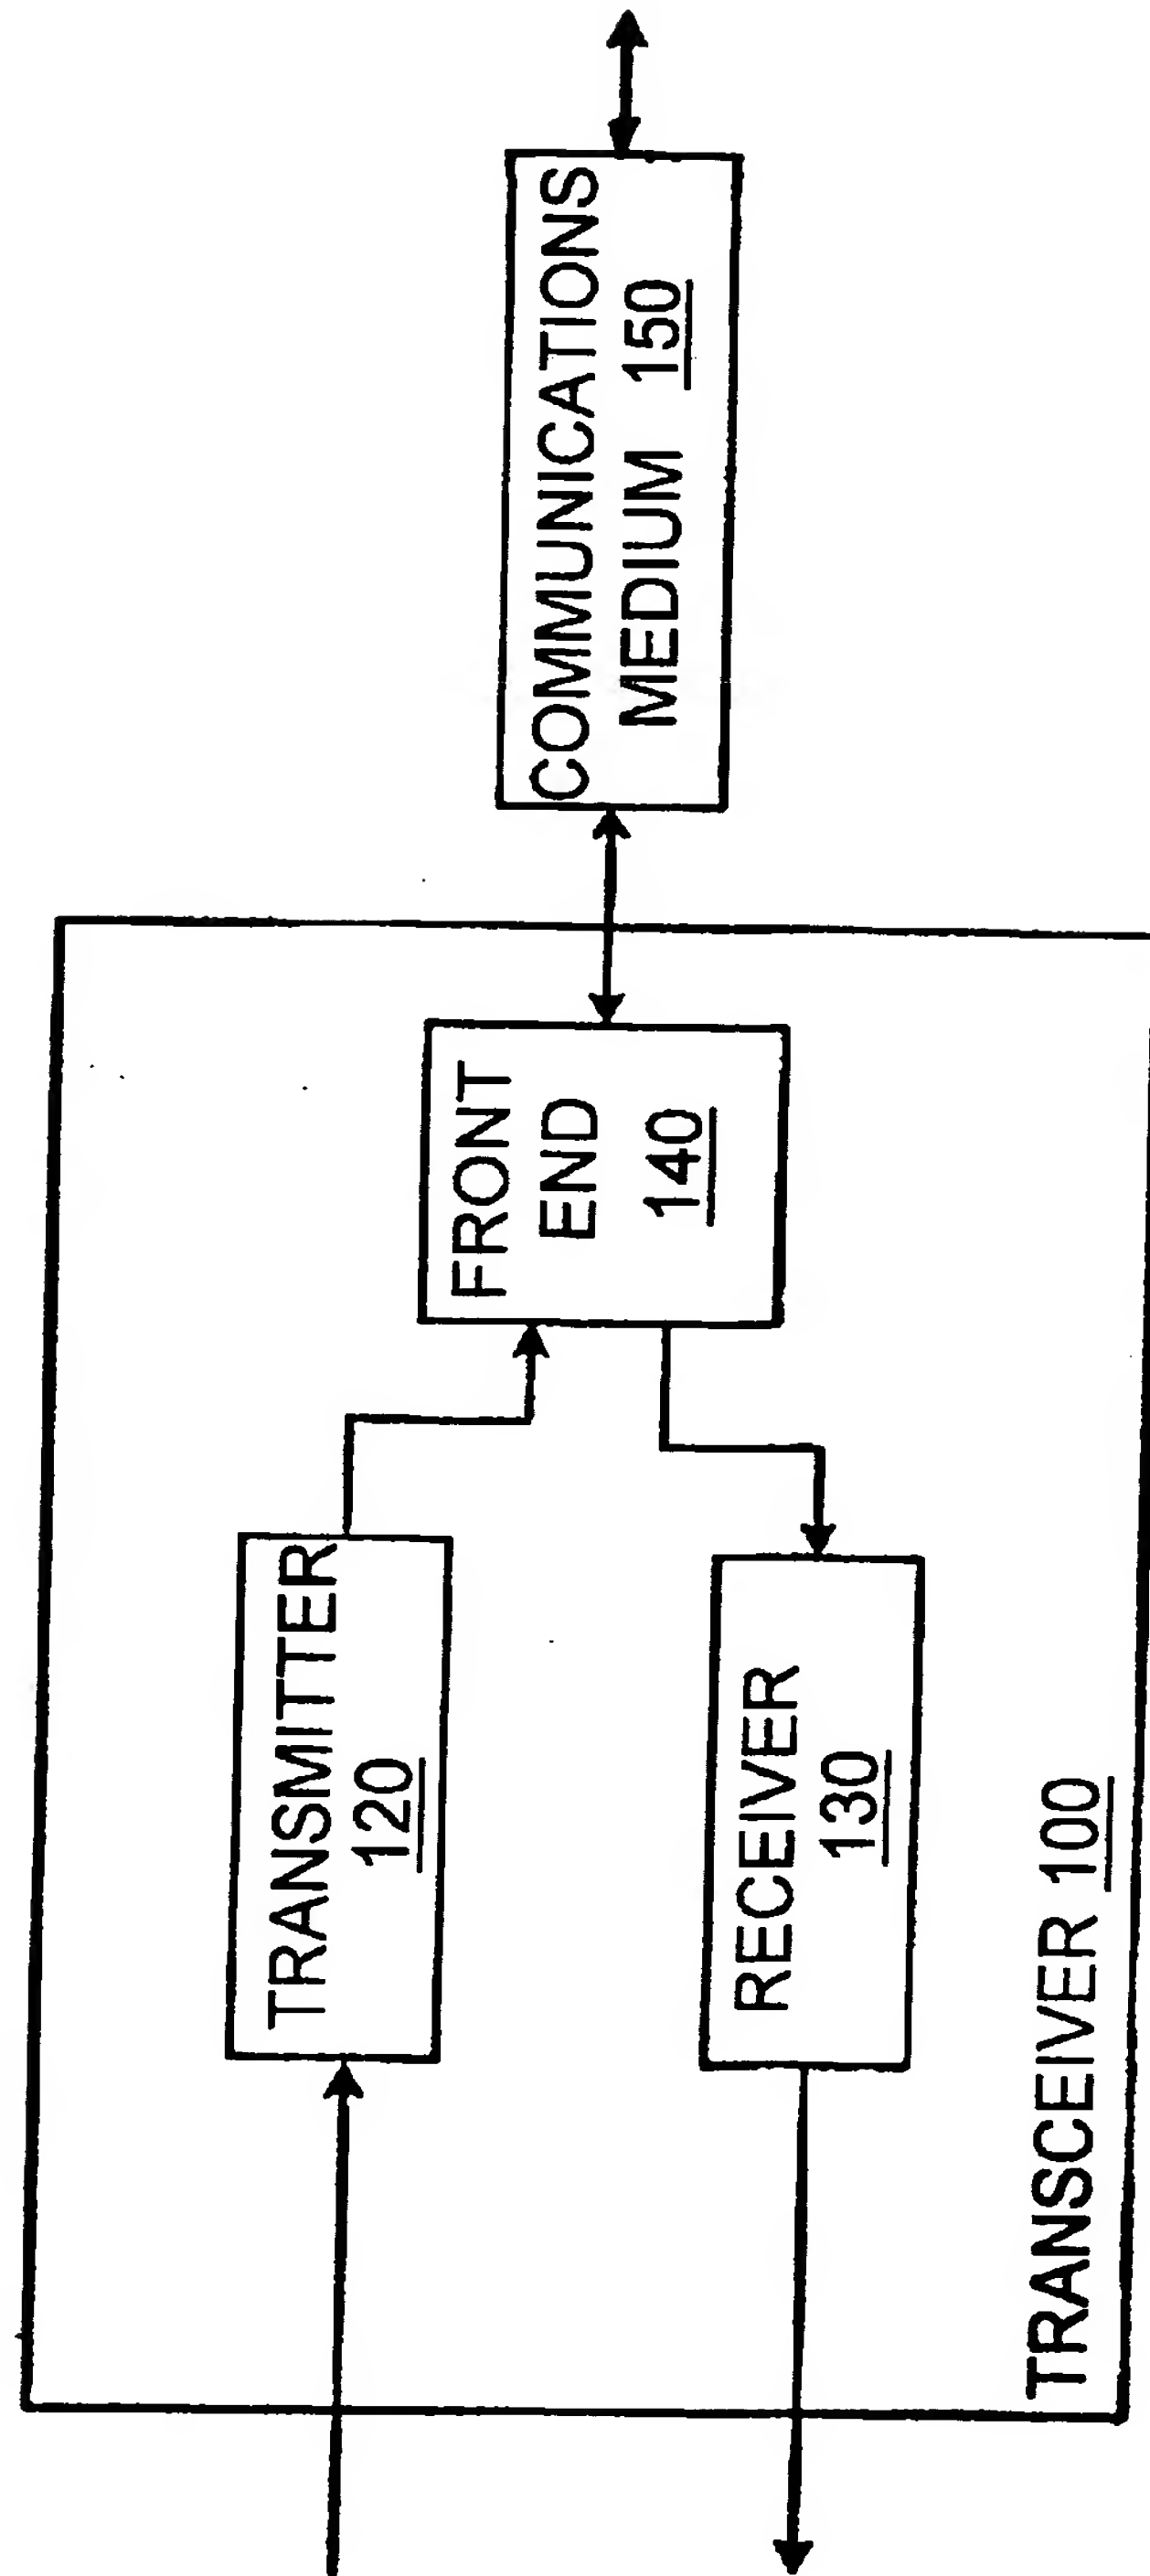 TRANSMITTER
120
FRONT
END
140
COMMUNICATIONS
MEDIUM 150
RECEIVER
130
TRANSCEIVER 100